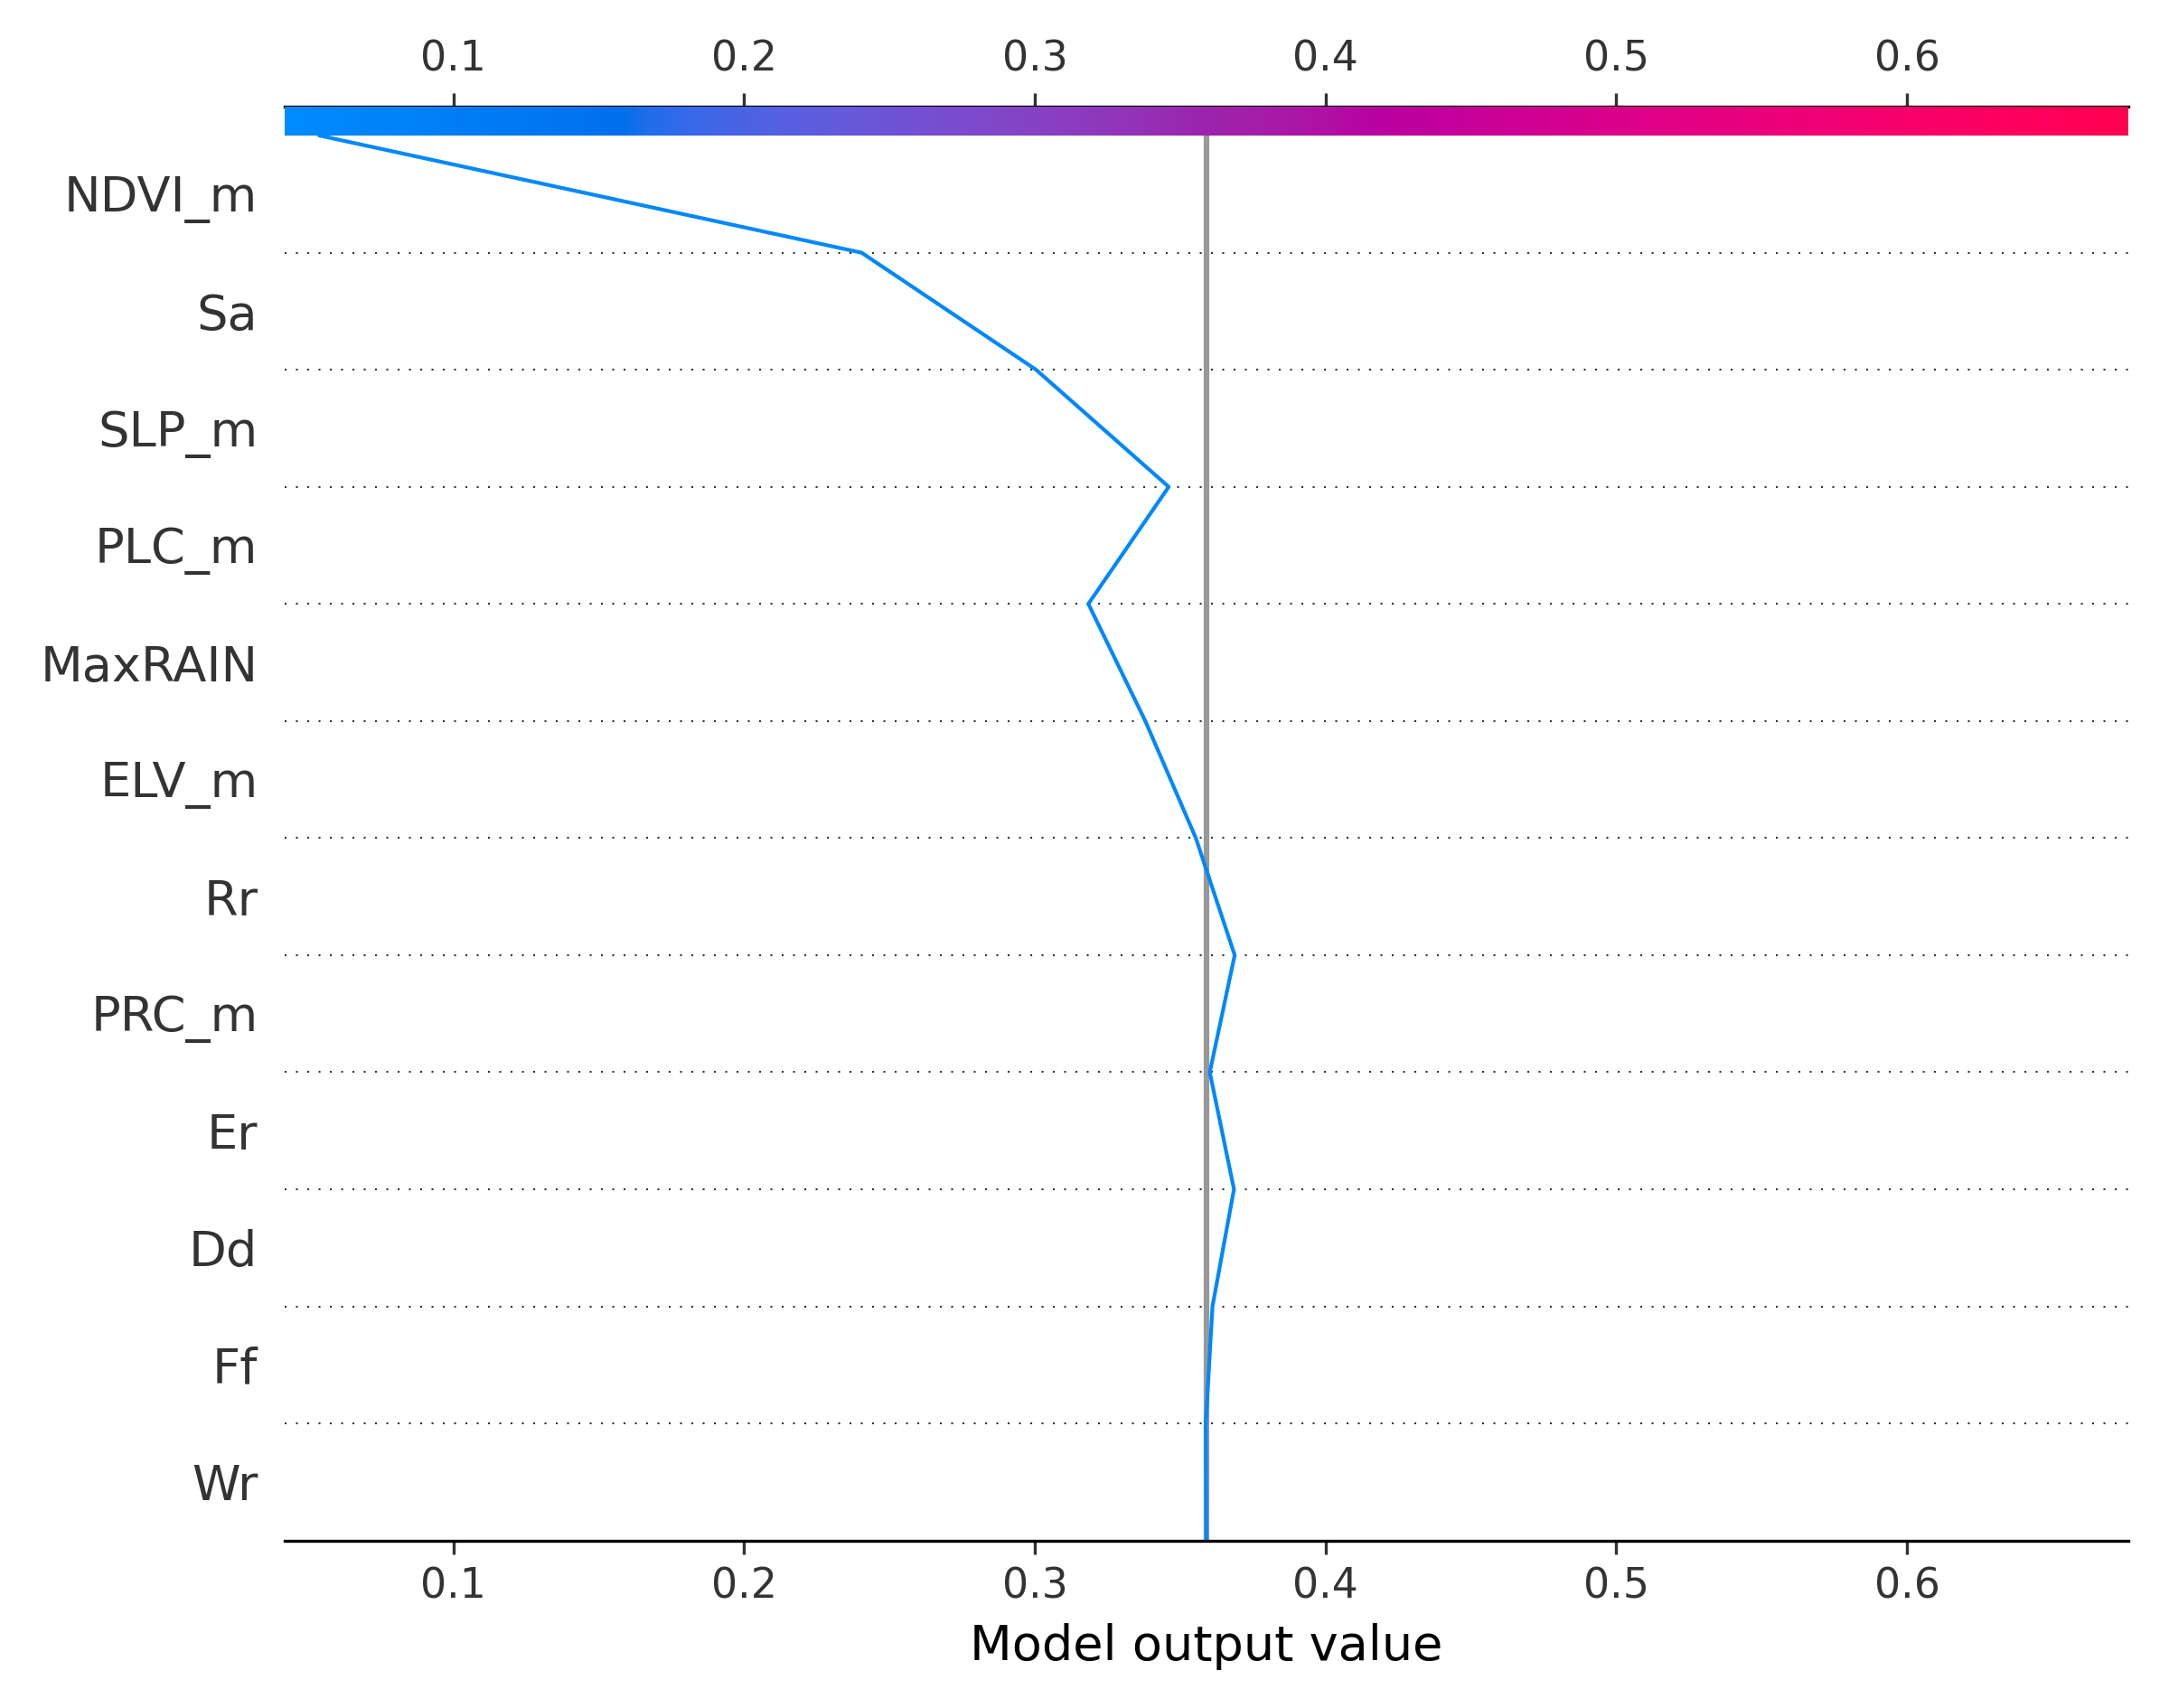 0.1 0.2 0.3 0.4 0.5 0.6
NDVI_m
Sa
SLP_m
PLC_m
MaxRAIN
ELV_m
Rr
PRC_m
Er
Dd
Ff
Wr
0.1 0.2 0.3 0.4 0.5 0.6
Model output value